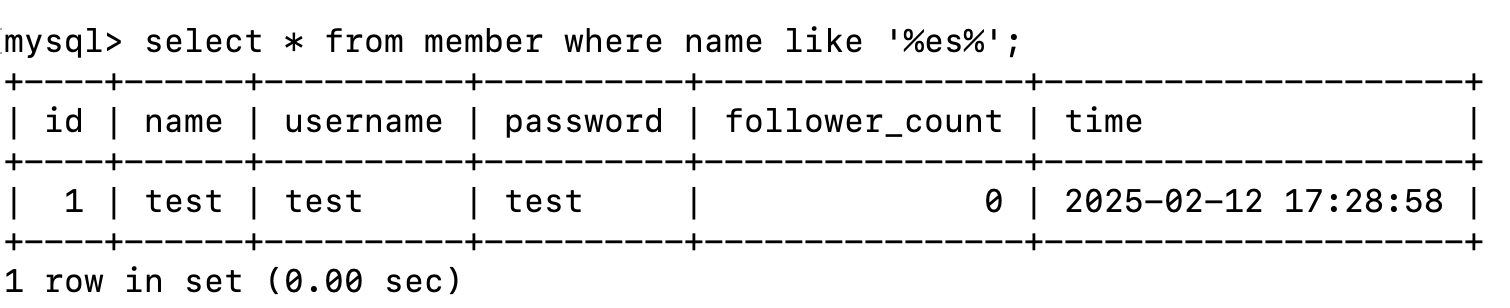 mysql> select * from member where name like '%es%';
+----+------+----------+----------+----------------+---------------------+
| id | name | username | password | follower_count | time                |
+----+------+----------+----------+----------------+---------------------+
|  1 | test | test     | test     |              0 | 2025-02-12 17:28:58 |
+----+------+----------+----------+----------------+---------------------+
1 row in set (0.00 sec)